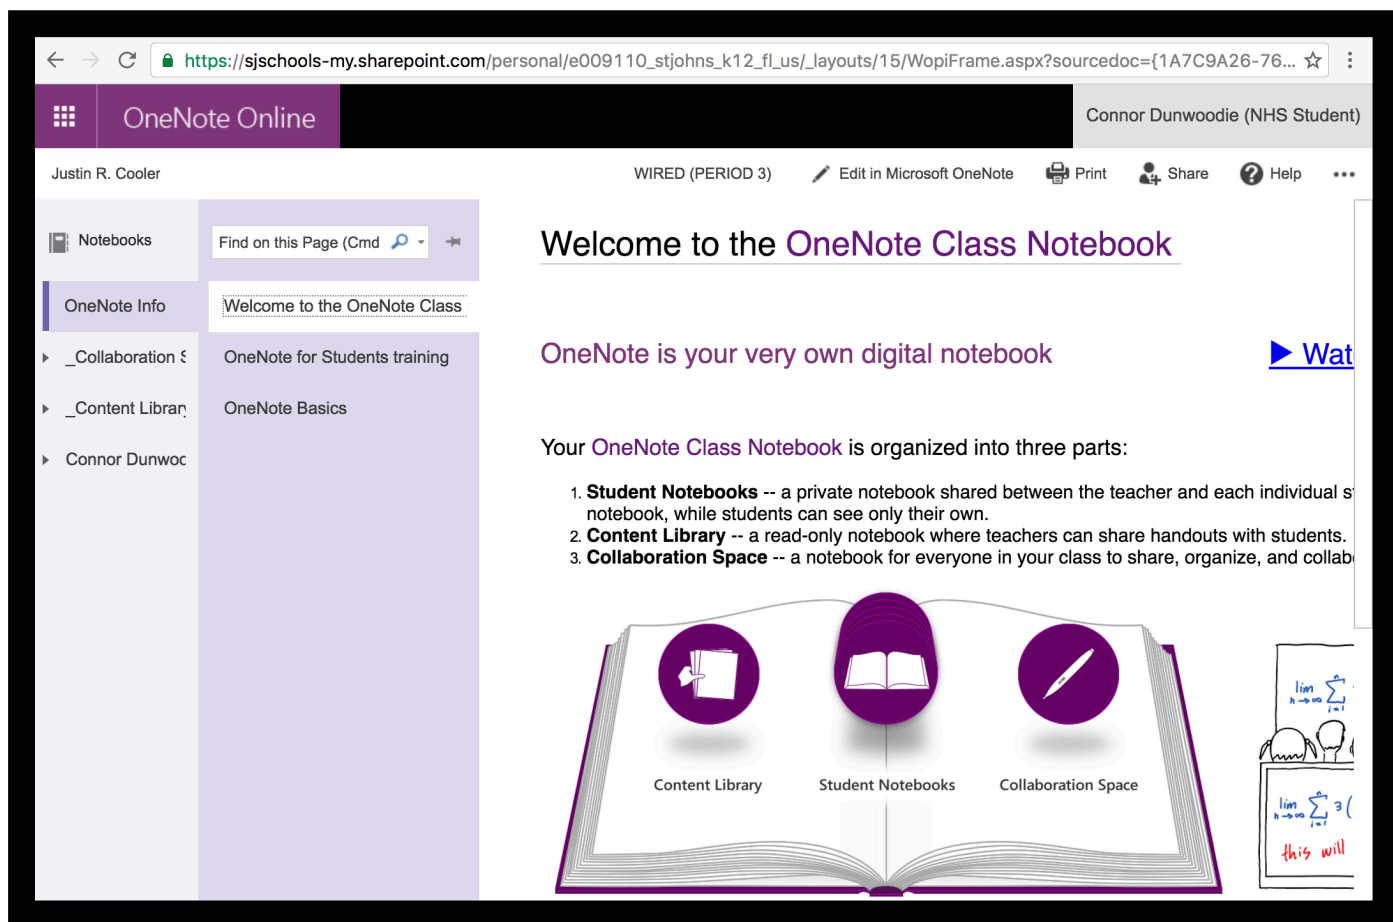 https://sjschools-my.sharepoint.com/personal/e009110_stjohns_k12_fl_us/_layouts/15/WopiFrame.aspx?sourcedoc={1A7C9A26-76...
OneNote Online
Connor Dunwoodie (NHS Student)
Justin R. Cooler
WIRED (PERIOD 3)
Edit in Microsoft OneNote
Print
Share
Help
Notebooks
OneNote Info
_Collaboration S
_Content Library
Connor Dunwooc
Find on this Page (Cmd
Welcome to the OneNote Class
OneNote for Students training
OneNote Basics
Welcome to the OneNote Class Notebook
OneNote is your very own digital notebook
▶ Wat
Your OneNote Class Notebook is organized into three parts:
1. Student Notebooks -- a private notebook shared between the teacher and each individual s
notebook, while students can see only their own.
2. Content Library -- a read-only notebook where teachers can share handouts with students.
3. Collaboration Space -- a notebook for everyone in your class to share, organize, and collab
Content Library
Student Notebooks
Collaboration Space
lim n→∞ ∑ i=1 n
lim n→∞ ∑ i=1 n 3 (
this will